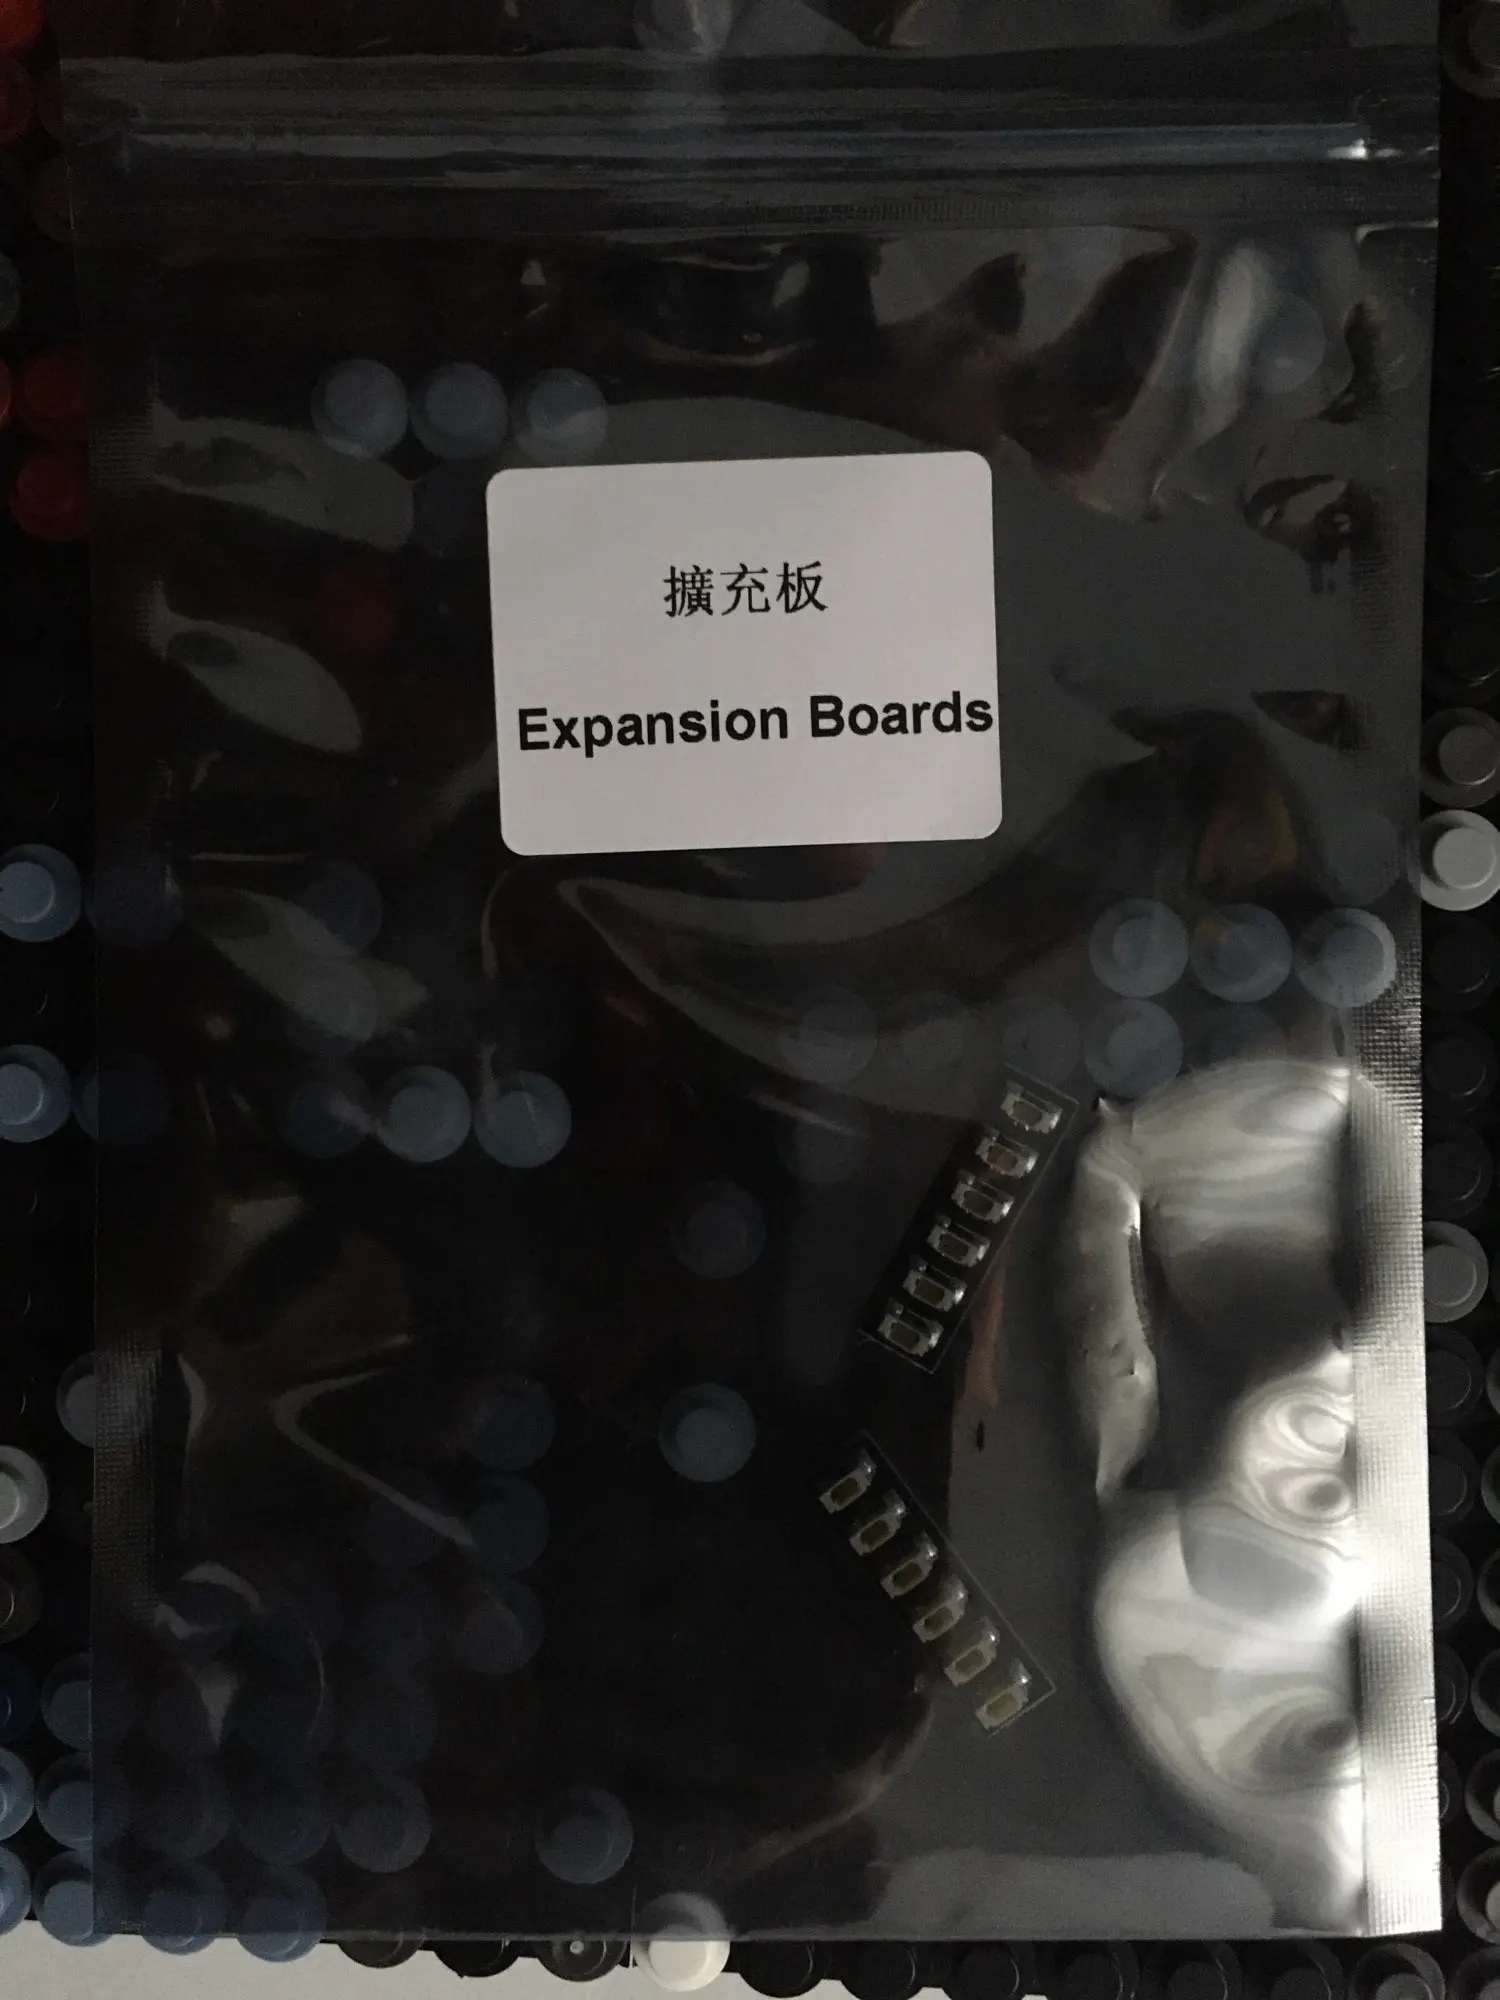 擴充板
Expansion Boards